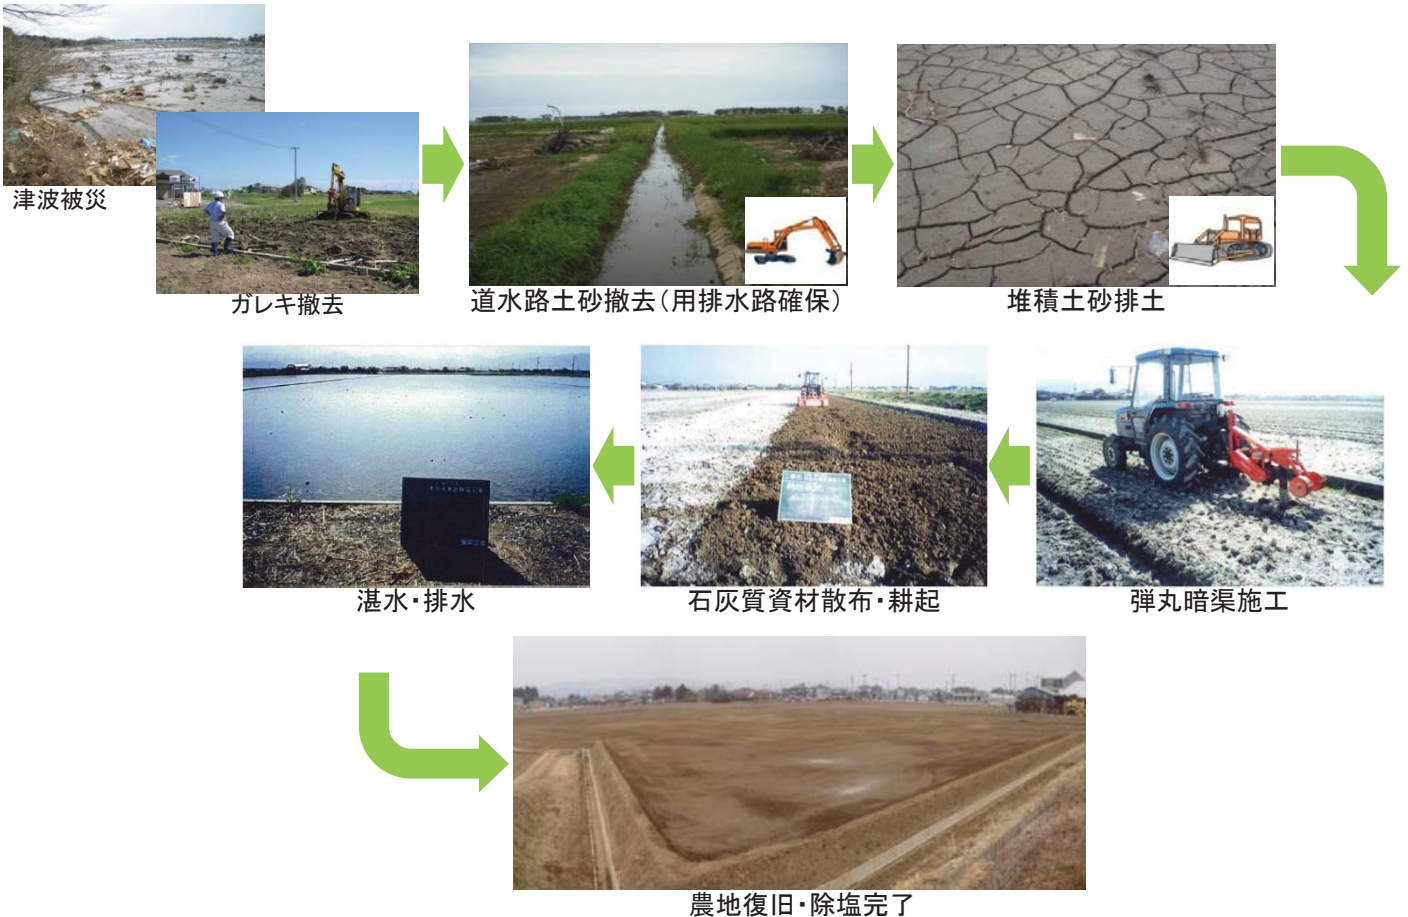 津波被災
ガレキ撤去
道水路土砂撤去（用排水路確保）
堆積土砂排土
湛水・排水
石灰質資材散布・耕起
弾丸暗渠施工
農地復旧・除塩完了